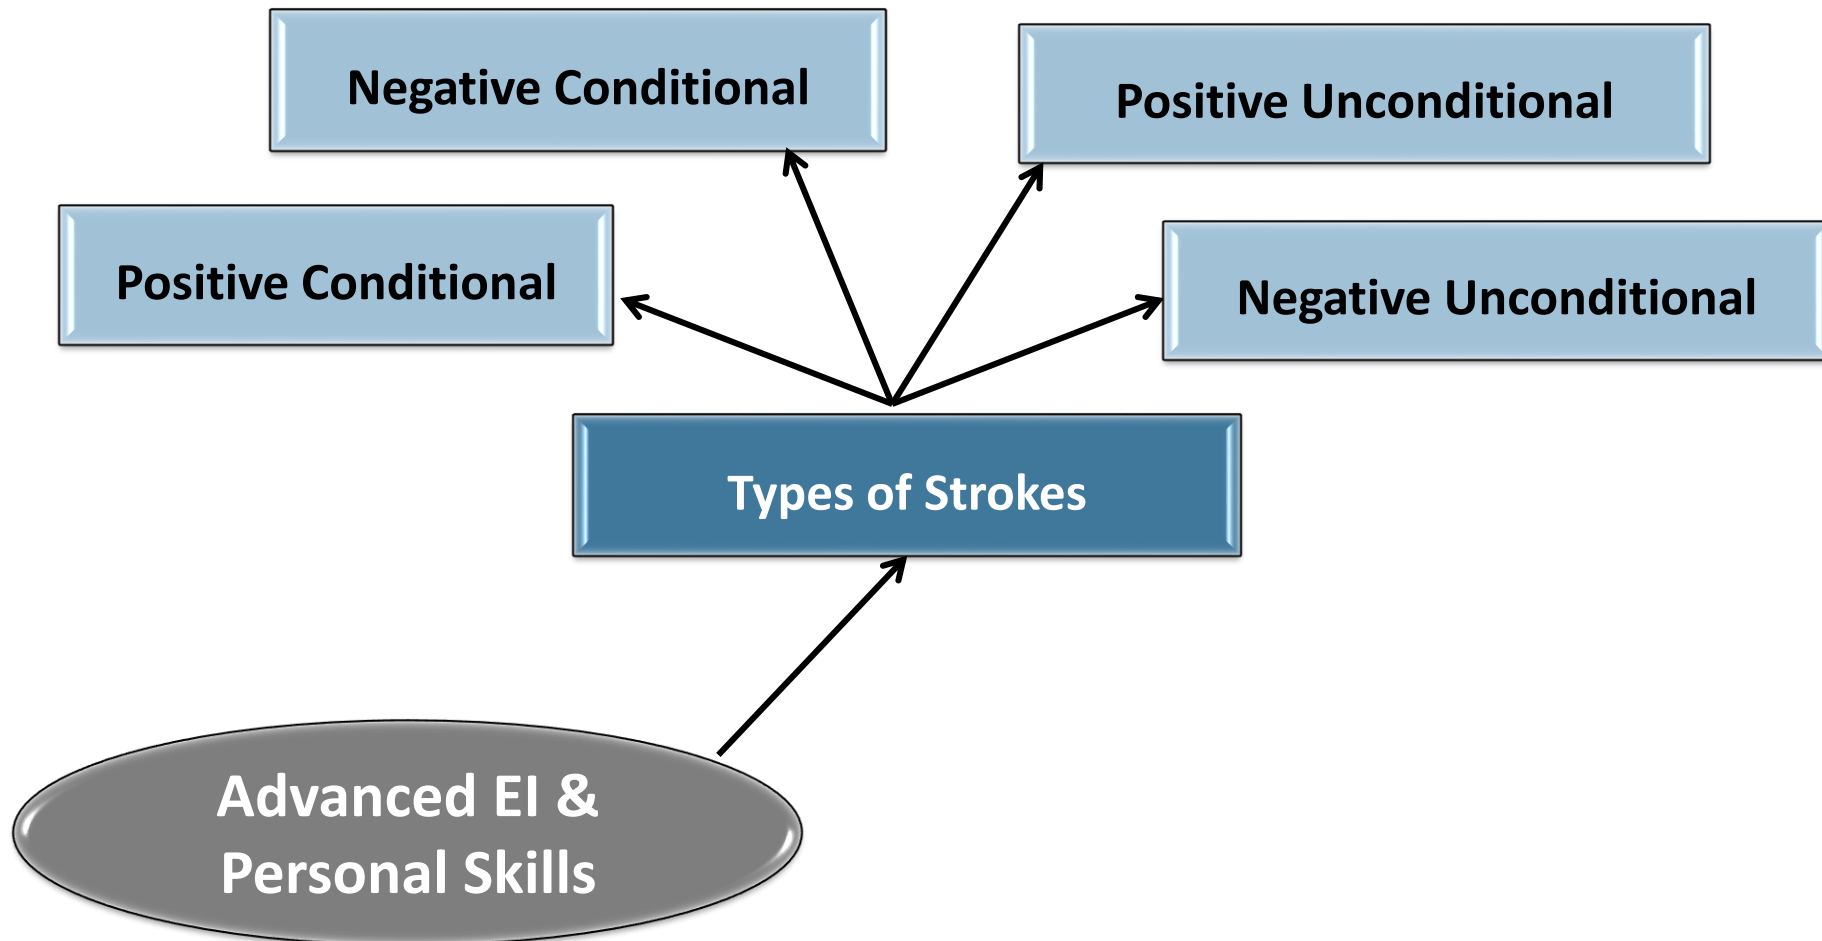 Negative Conditional
Positive Unconditional
Positive Conditional
Negative Unconditional
Types of Strokes
Advanced EI &
Personal Skills